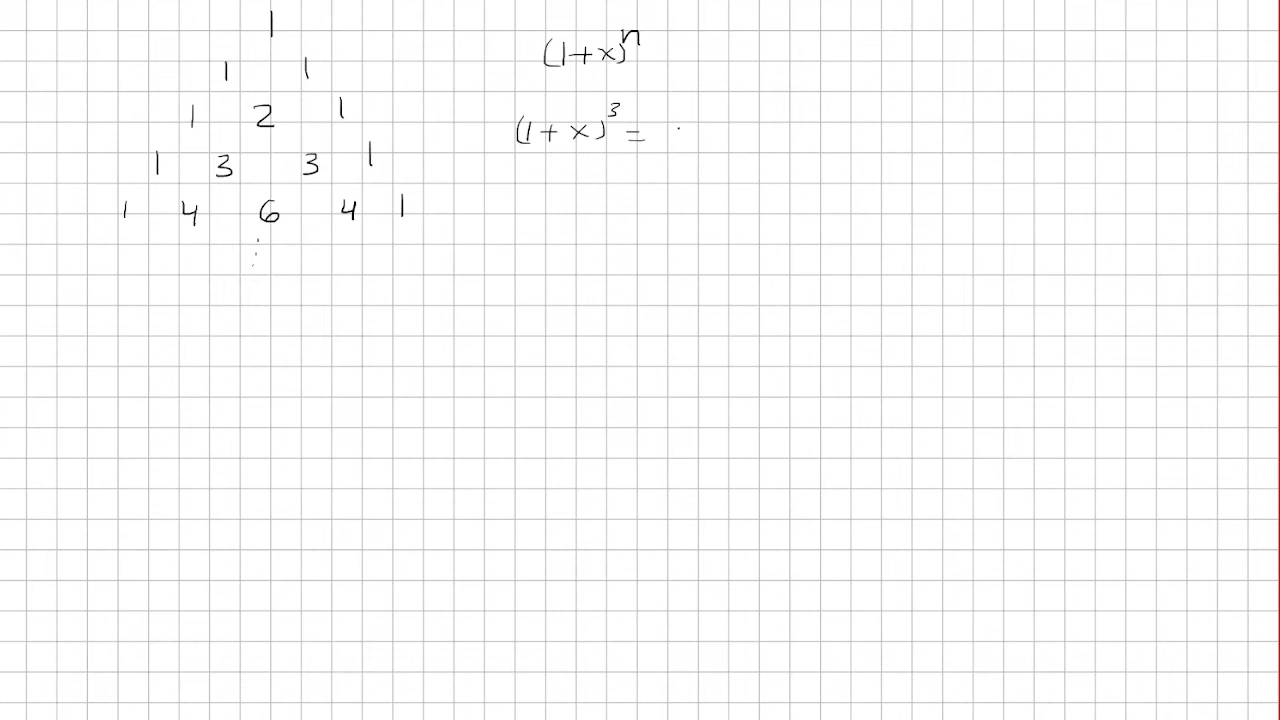 1
1 1
1 2 1
1 3 3 1
1 4 6 4 1
⋮
(1+x)^n
(1+x)^3 =